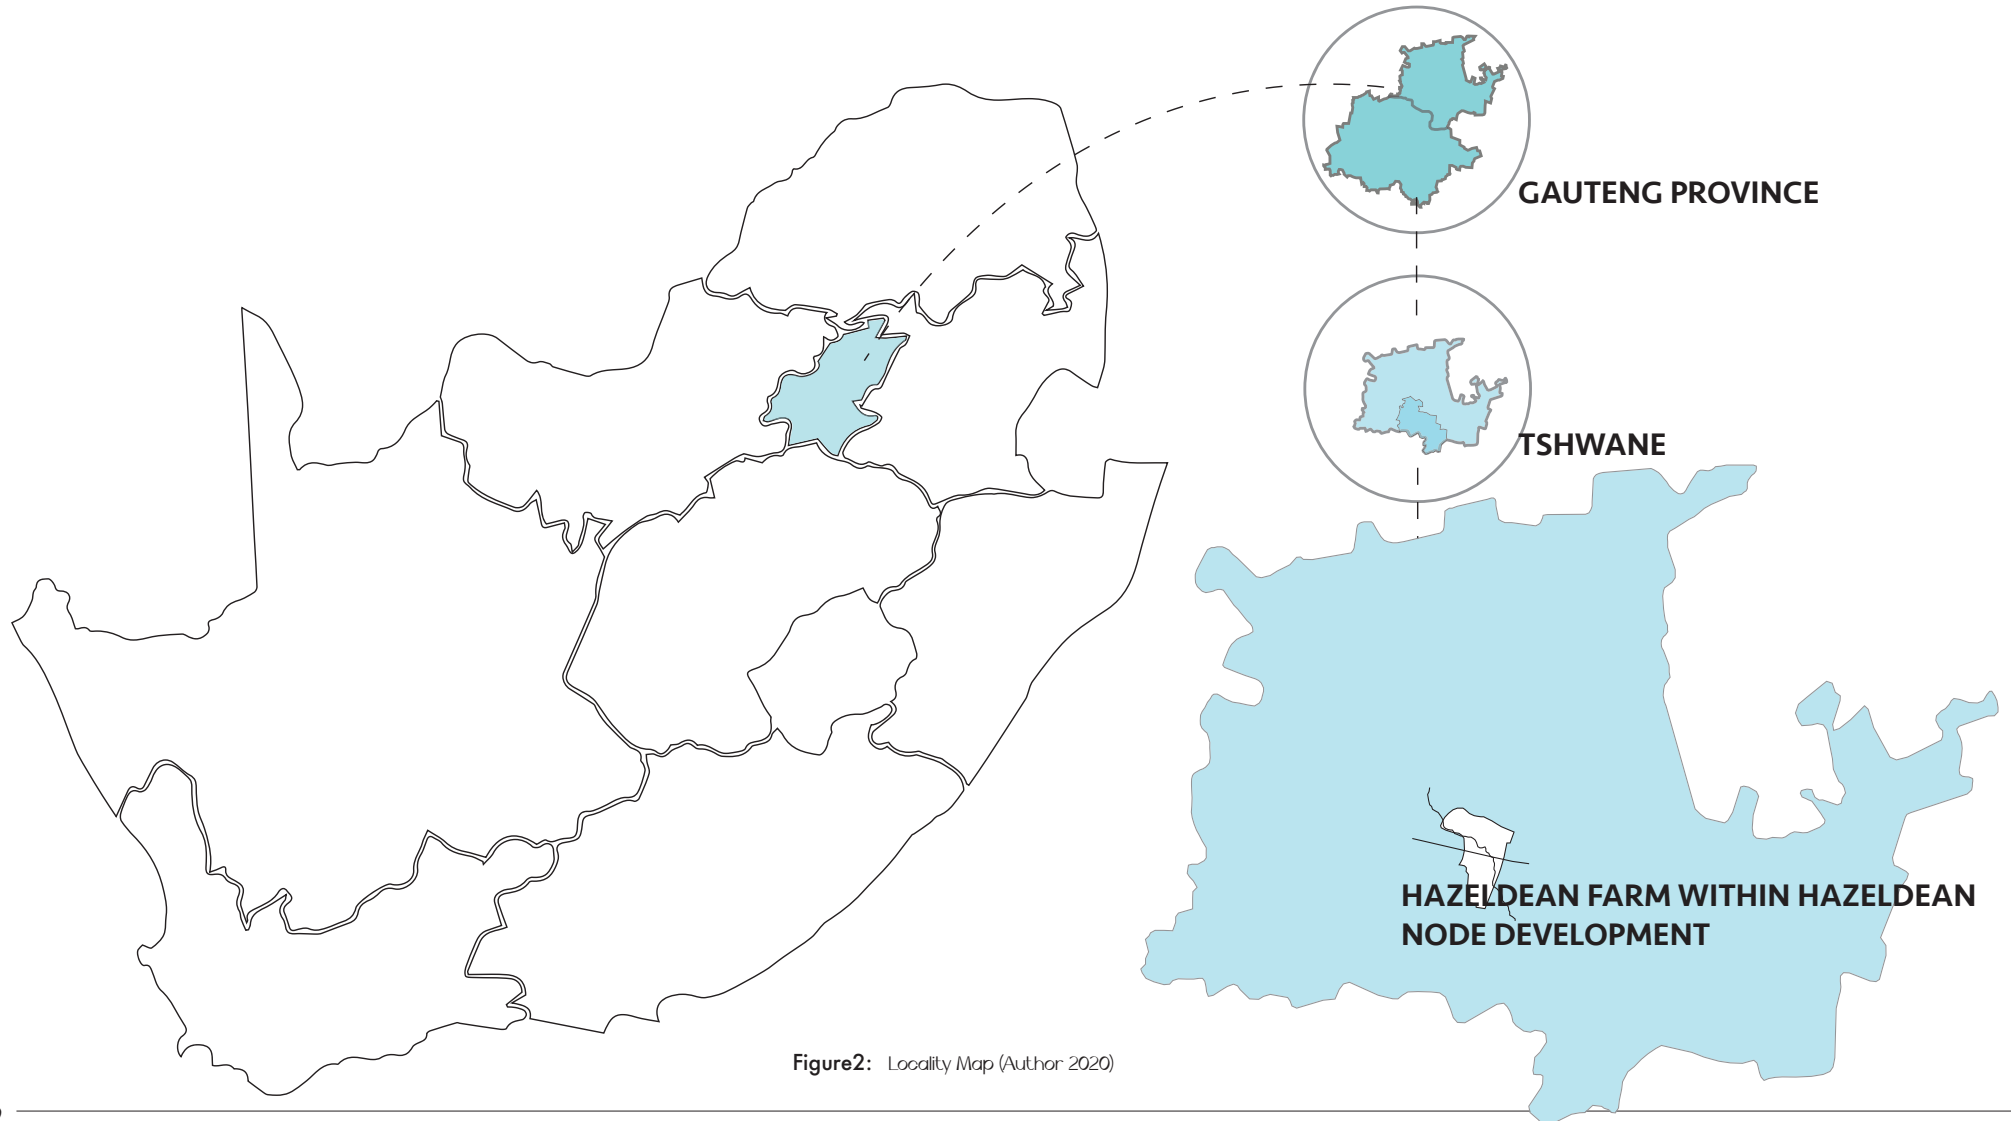 GAUTENG PROVINCE
TSHWANE
HAZELDEAN FARM WITHIN HAZELDEAN
NODE DEVELOPMENT
Figure2: Locality Map (Author 2020)